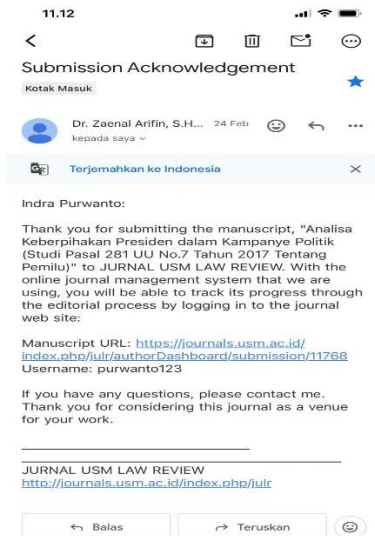 11.12
Submission Acknowledgement
Kotak Masuk
Dr. Zaenal Arifin, S.H... 24 Feb
kepada saya
Terjemahkan ke Indonesia
Indra Purwanto:
Thank you for submitting the manuscript, "Analisa
Keberpihakan Presiden dalam Kampanye Politik
(Studi Pasal 281 UU No.7 Tahun 2017 Tentang
Pemilu)" to JURNAL USM LAW REVIEW. With the
online journal management system that we are
using, you will be able to track its progress through
the editorial process by logging in to the journal
web site:
Manuscript URL: https://journals.usm.ac.id/
index.php/julr/authorDashboard/submission/11768
Username: purwanto123
If you have any questions, please contact me.
Thank you for considering this journal as a venue
for your work.
JURNAL USM LAW REVIEW
http://journals.usm.ac.id/index.php/julr
Balas Teruskan